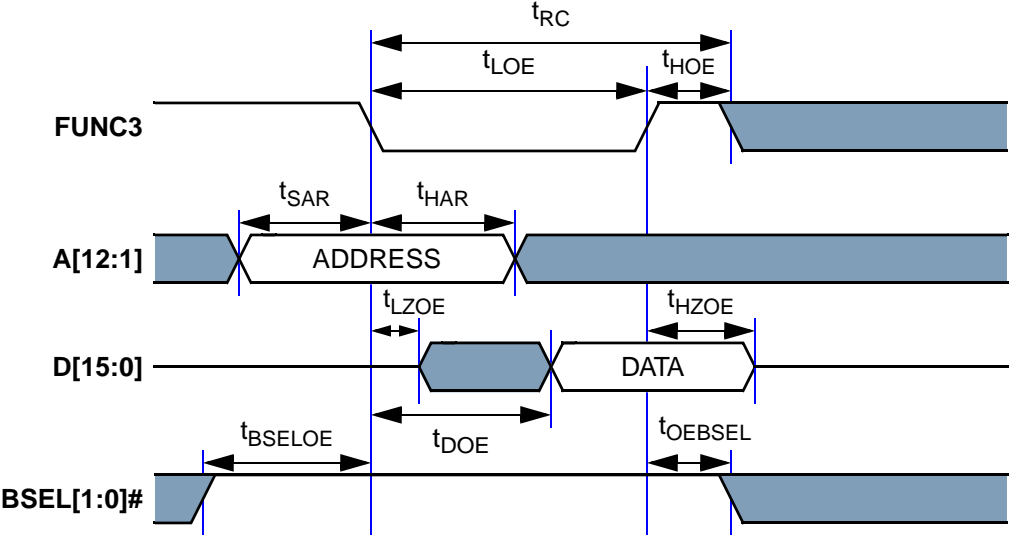 tRC
tLOE
tHOE
FUNC3
tSAR
tHAR
A[12:1]
ADDRESS
tLZOE
tHZOE
D[15:0]
DATA
tBSELOE
tDOE
tOEBSEL
BSEL[1:0]#